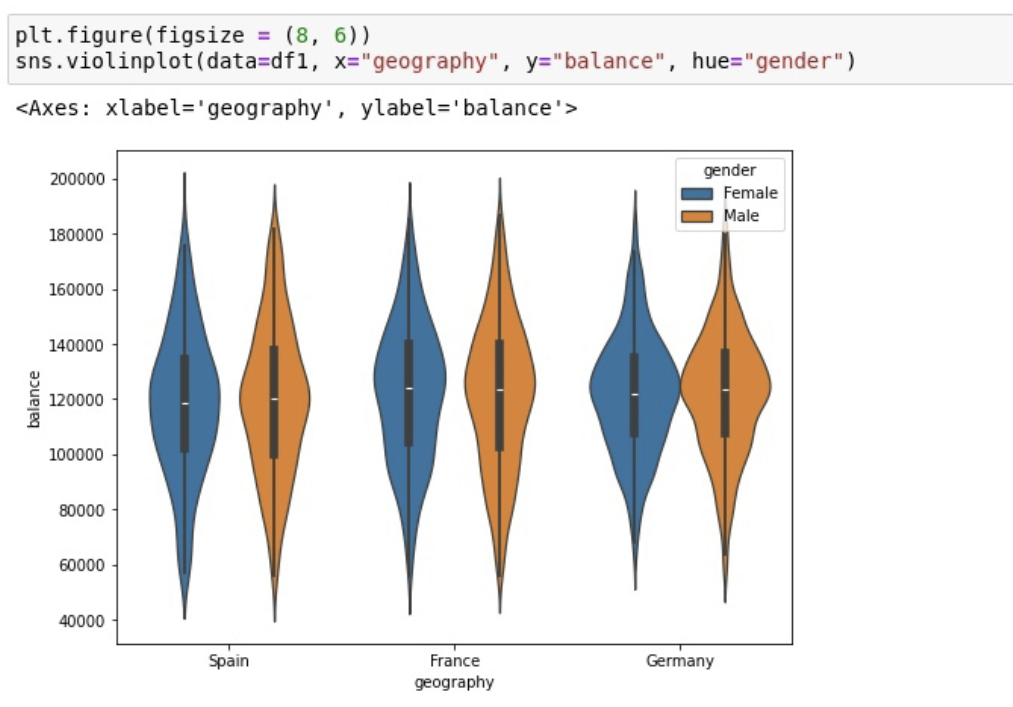 plt.figure(figsize = (8, 6))
sns.violinplot(data=df1, x="geography", y="balance", hue="gender")
<Axes: xlabel='geography', ylabel='balance'>
gender
Female
Male
200000
180000
160000
140000
120000
100000
80000
60000
40000
balance
Spain
France
Germany
geography